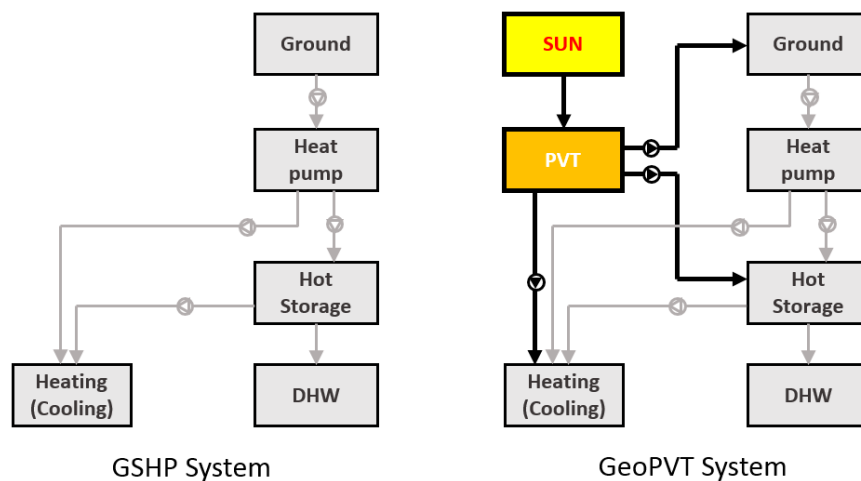 Ground
Heat
pump
Hot
Storage
Heating
(Cooling)
DHW
GSHP System
SUN
Ground
PVT
Heat
pump
Hot
Storage
Heating
(Cooling)
DHW
GeoPVT System